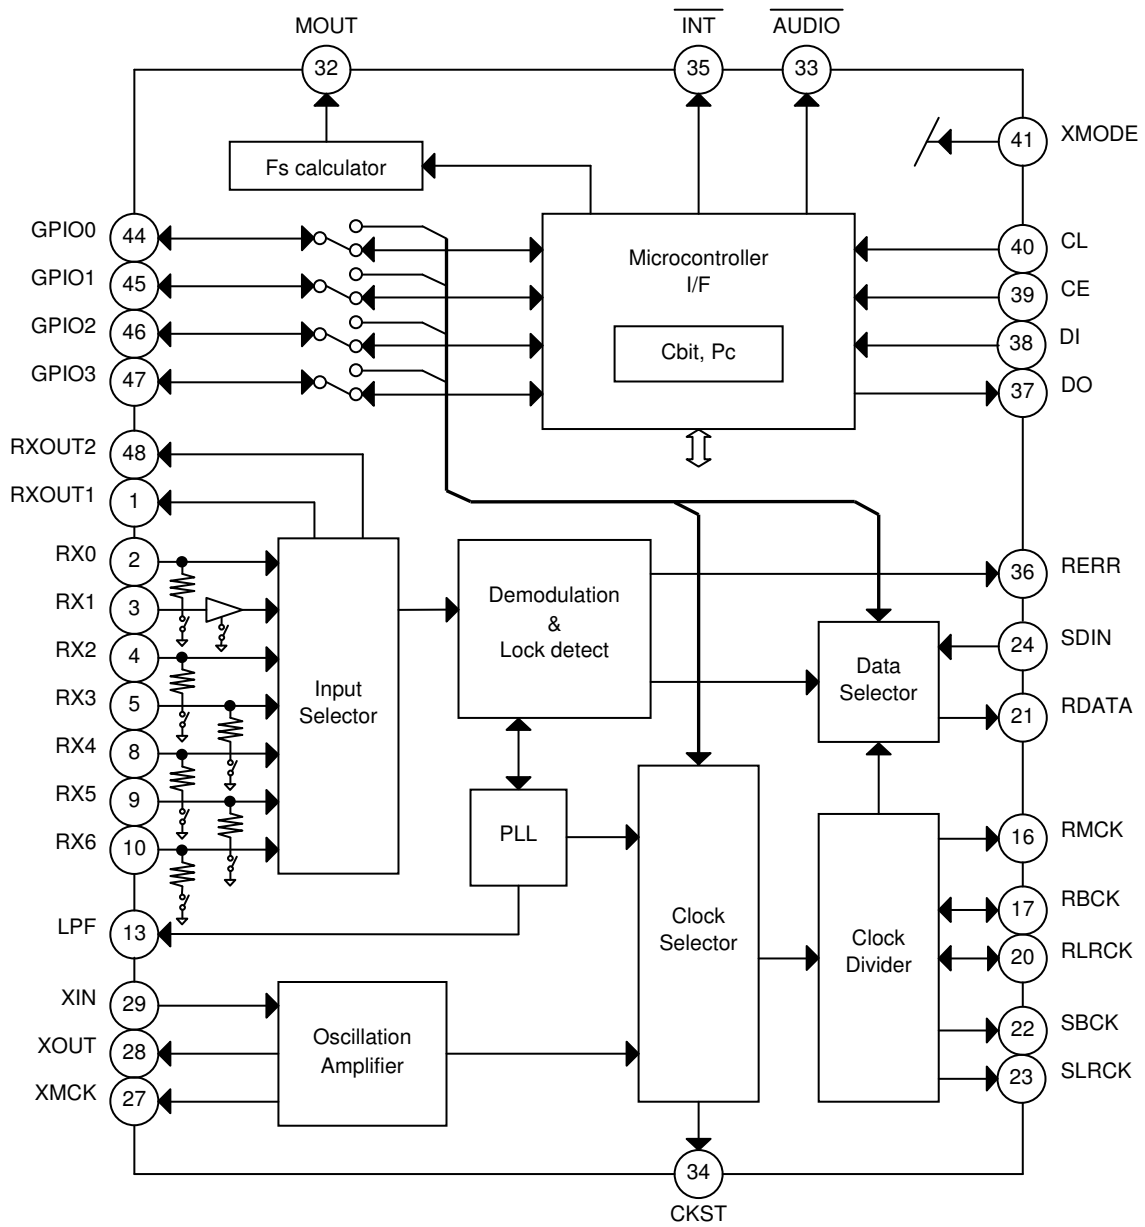 MOUT
INT
AUDIO
32
35
33
41
XMODE
Fs calculator
GPIO0
44
GPIO1
45
GPIO2
46
GPIO3
47
Microcontroller
I/F
Cbit, Pc
40
CL
39
CE
38
DI
37
DO
RXOUT2
48
RXOUT1
1
RX0
2
RX1
3
RX2
4
RX3
5
RX4
8
RX5
9
RX6
10
LPF
13
Input
Selector
Demodulation
&
Lock detect
36
RERR
24
SDIN
21
RDATA
Data
Selector
PLL
Clock
Selector
Clock
Divider
16
RMCK
17
RBCK
20
RLRCK
22
SBCK
23
SLRCK
XIN
29
XOUT
28
XMCK
27
Oscillation
Amplifier
34
CKST